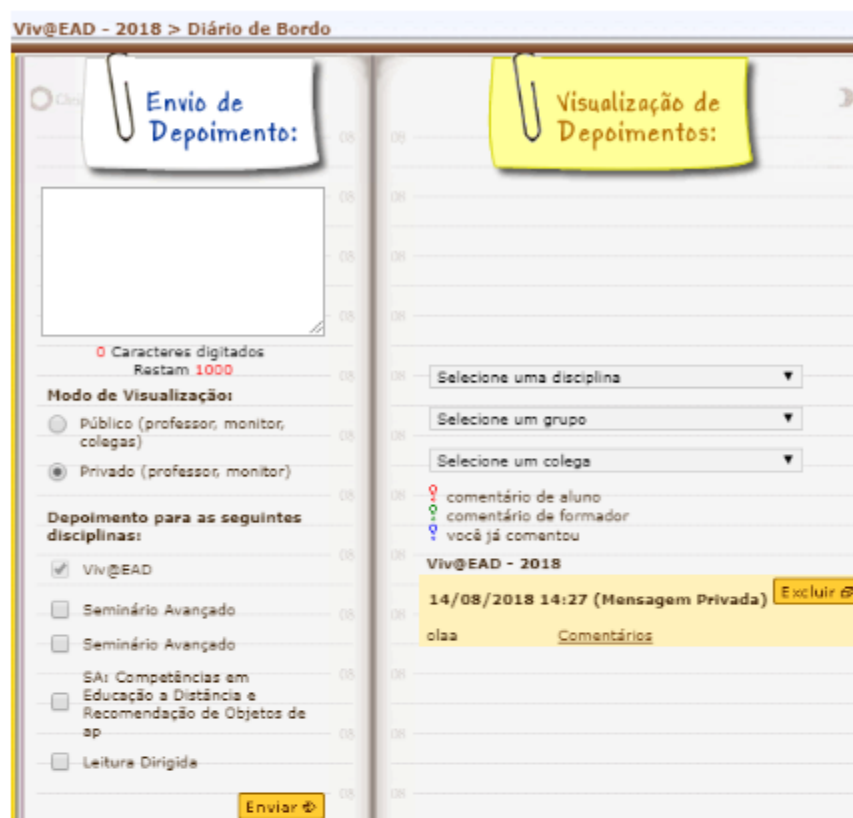 Viv@EAD - 2018 > Diário de Bordo
Envio de
Depoimento:
0 Caracteres digitados
Restam 1000
Modo de Visualização:
Público (professor, monitor,
colegas)
Privado (professor, monitor)
Depoimento para as seguintes
disciplinas:
Viv@EAD
Seminário Avançado
Seminário Avançado
SA: Competências em
Educação a Distância e
Recomendação de Objetos de
ap
Leitura Dirigida
Enviar
Visualização de
Depoimentos:
Selecione uma disciplina
Selecione um grupo
Selecione um colega
comentário de aluno
comentário de formador
você já comentou
Viv@EAD - 2018
14/08/2018 14:27 (Mensagem Privada) Excluir
olaa Comentários